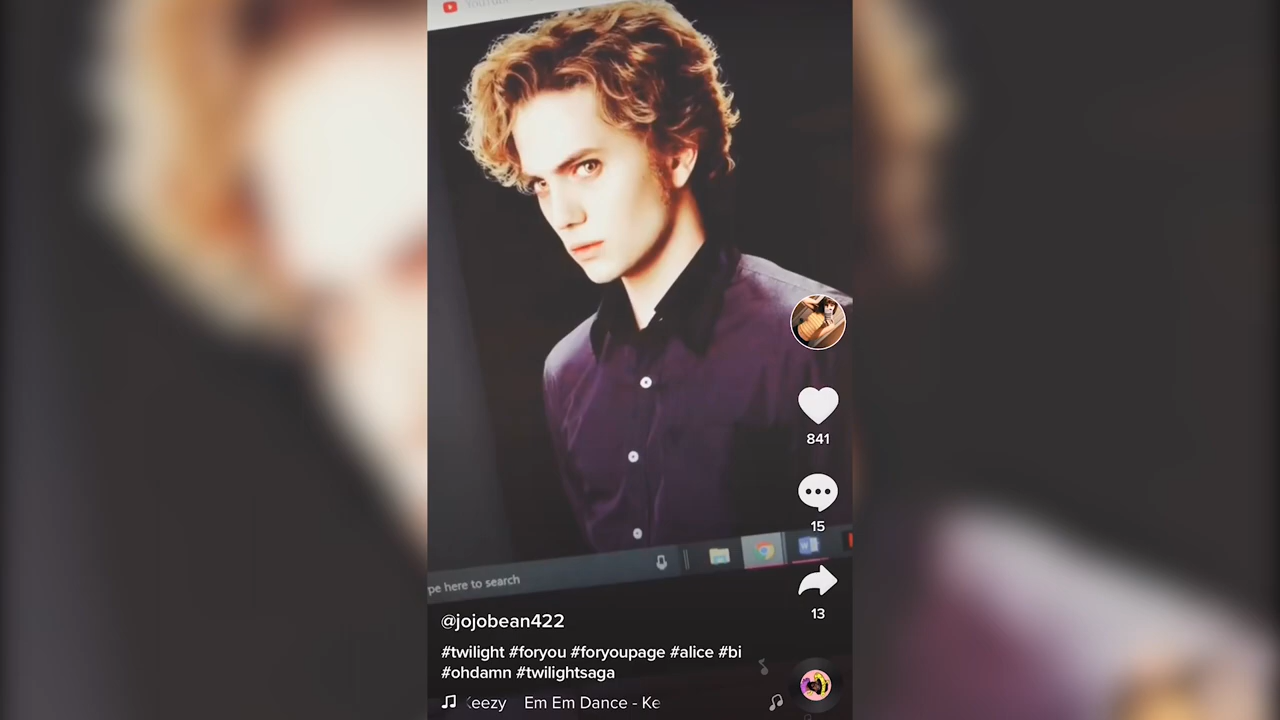 YouTube
841
15
pe here to search
13
@jojobean422
#twilight #foryou #foryoupage #alice #bi
#ohdamn #twilightsaga
Keezy Em Em Dance - Ke